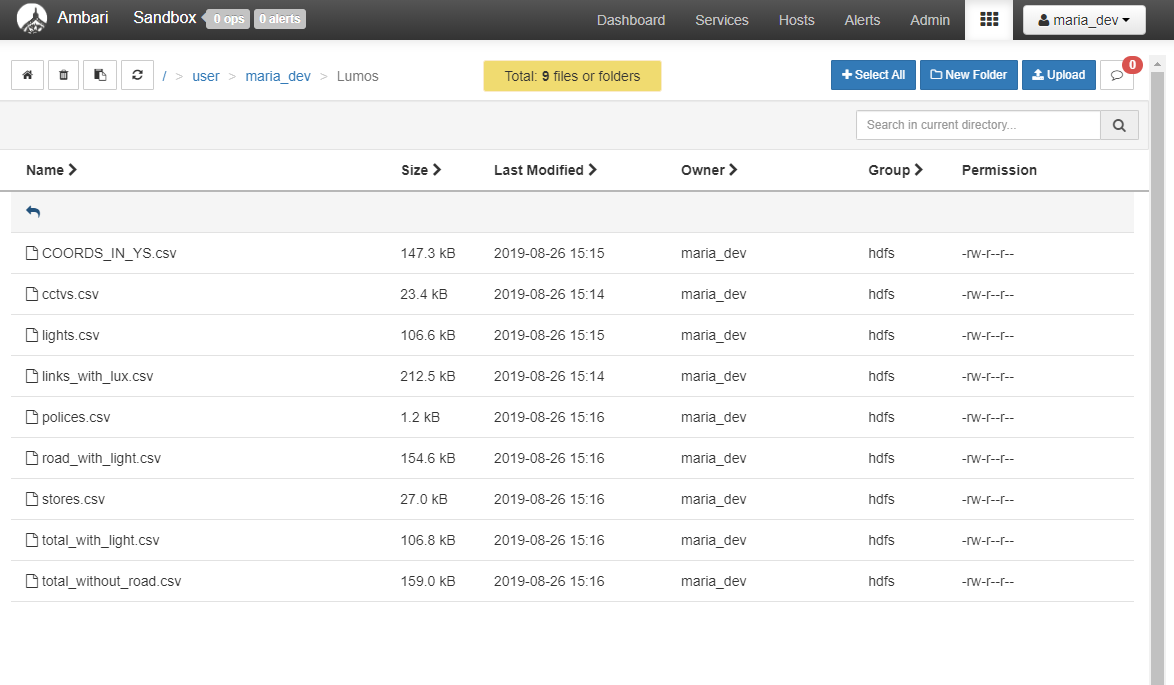 Ambari Sandbox 0 ops 0 alerts Dashboard Services Hosts Alerts Admin maria_dev
/ > user > maria_dev > Lumos Total: 9 files or folders Select All New Folder Upload 0
Search in current directory...
Name Size Last Modified Owner Group Permission
COORDS_IN_YS.csv 147.3 kB 2019-08-26 15:15 maria_dev hdfs -rw-r--r--
cctvs.csv 23.4 kB 2019-08-26 15:14 maria_dev hdfs -rw-r--r--
lights.csv 106.6 kB 2019-08-26 15:15 maria_dev hdfs -rw-r--r--
links_with_lux.csv 212.5 kB 2019-08-26 15:14 maria_dev hdfs -rw-r--r--
polices.csv 1.2 kB 2019-08-26 15:16 maria_dev hdfs -rw-r--r--
road_with_light.csv 154.6 kB 2019-08-26 15:16 maria_dev hdfs -rw-r--r--
stores.csv 27.0 kB 2019-08-26 15:16 maria_dev hdfs -rw-r--r--
total_with_light.csv 106.8 kB 2019-08-26 15:16 maria_dev hdfs -rw-r--r--
total_without_road.csv 159.0 kB 2019-08-26 15:16 maria_dev hdfs -rw-r--r--